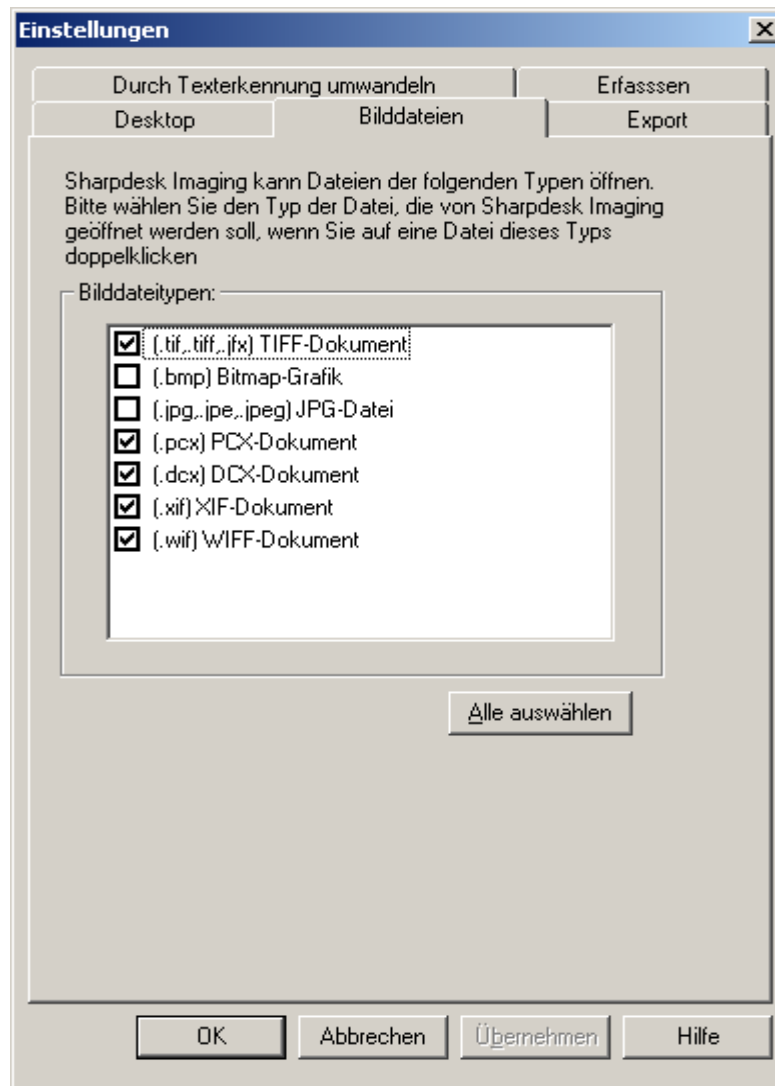 Einstellungen
Durch Texterkennung umwandeln
Erfasssen
Desktop
Bilddateien
Export
Sharpdesk Imaging kann Dateien der folgenden Typen öffnen.
Bitte wählen Sie den Typ der Datei, die von Sharpdesk Imaging
geöffnet werden soll, wenn Sie auf eine Datei dieses Typs
doppelklicken
Bilddateitypen:
(.tif,.tiff,.jfx) TIFF-Dokument
(.bmp) Bitmap-Grafik
(.jpg,.jpe,.jpeg) JPG-Datei
(.pcx) PCX-Dokument
(.dcx) DCX-Dokument
(.xif) XIF-Dokument
(.wif) WIFF-Dokument
Alle auswählen
OK
Abbrechen
Übernehmen
Hilfe